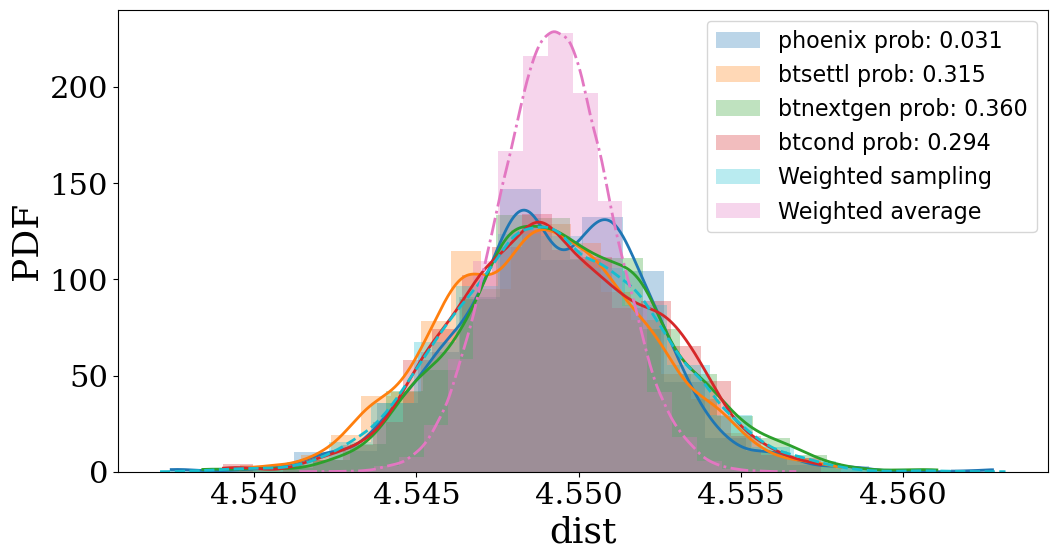 phoenix prob: 0.031
btsettl prob: 0.315
btnextgen prob: 0.360
btcond prob: 0.294
Weighted sampling
Weighted average
PDF
200
150
100
50
0
4.540 4.545 4.550 4.555 4.560
dist